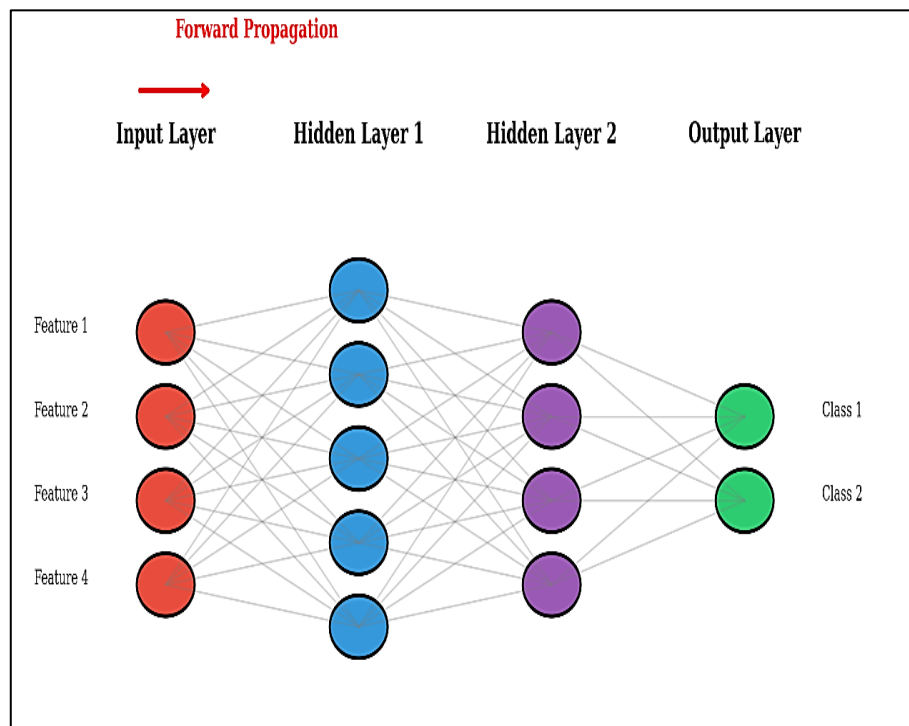 Forward Propagation
Input Layer
Hidden Layer 1
Hidden Layer 2
Output Layer
Feature 1
Feature 2
Feature 3
Feature 4
Class 1
Class 2